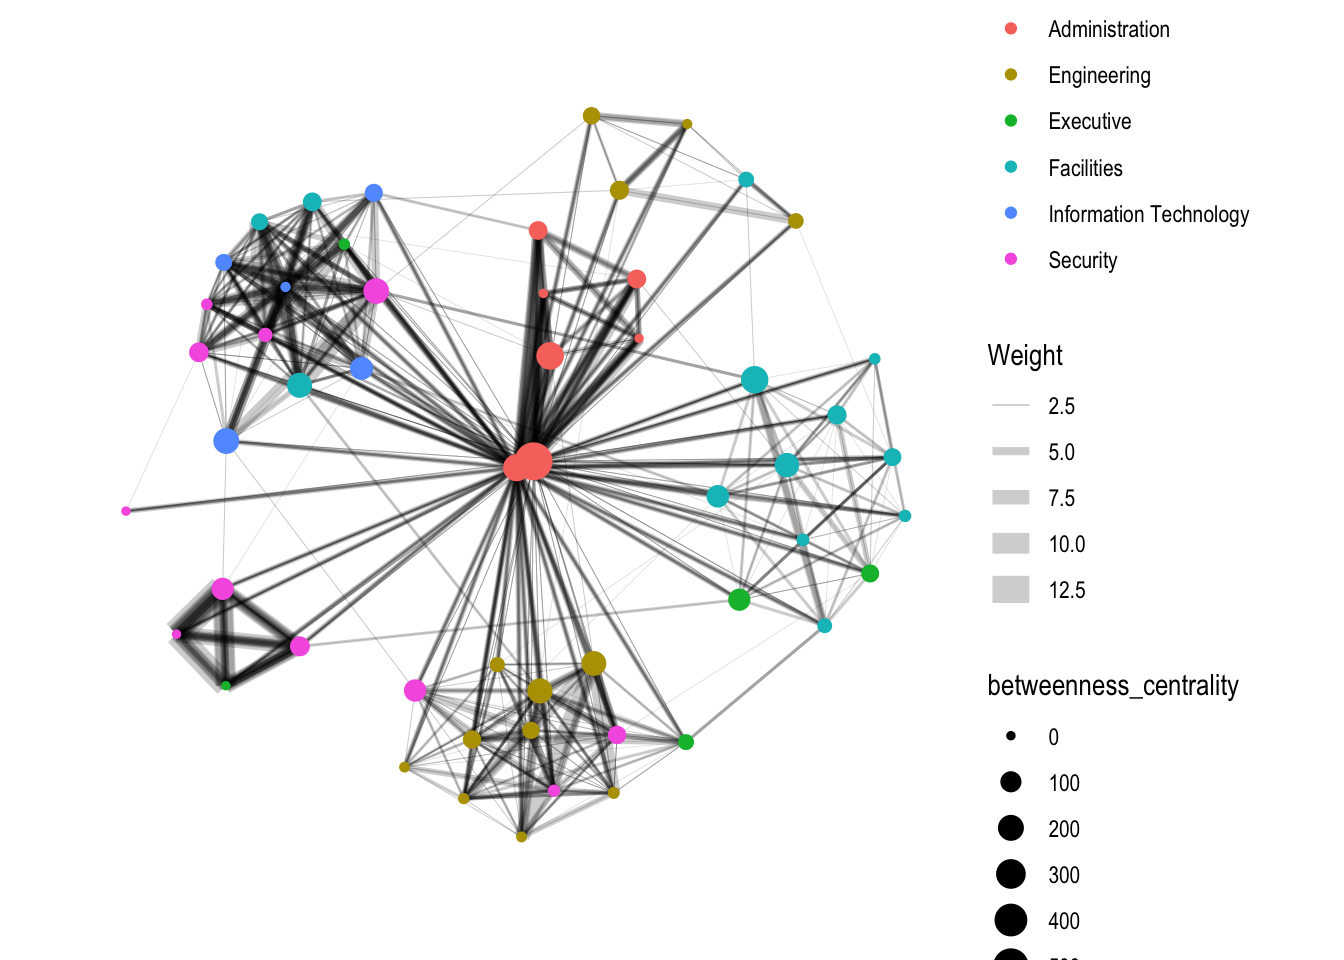 Administration
Engineering
Executive
Facilities
Information Technology
Security
Weight
2.5
5.0
7.5
10.0
12.5
betweenness_centrality
0
100
200
300
400